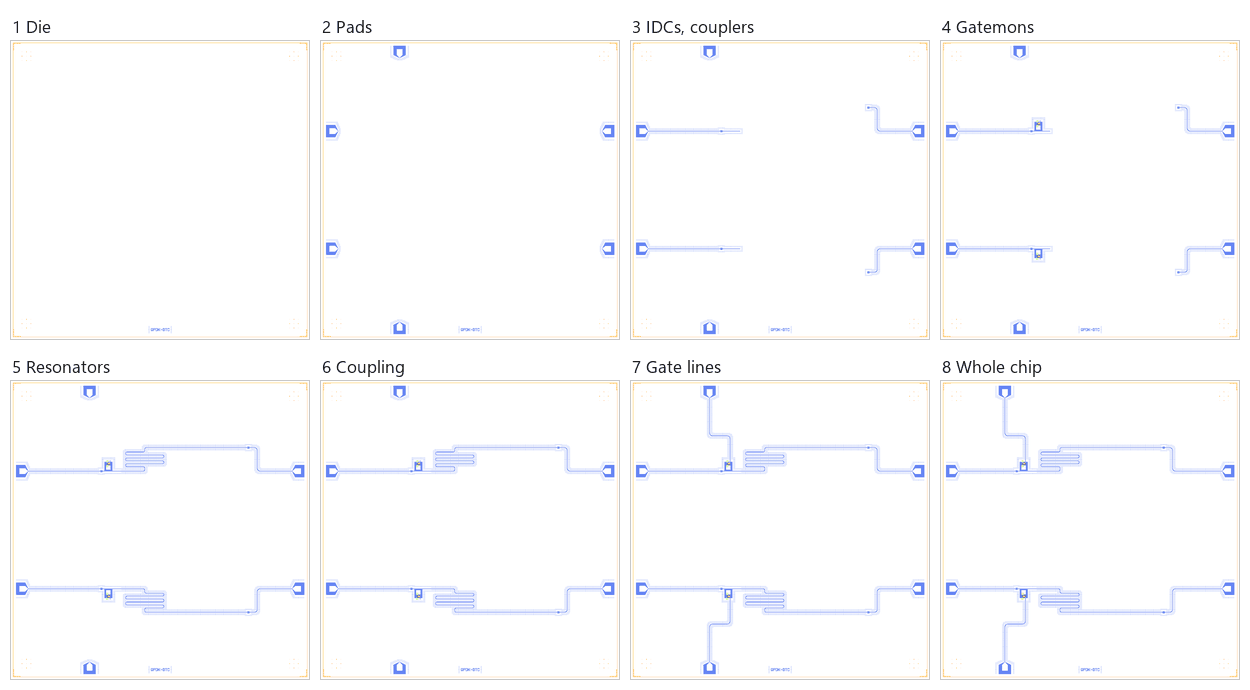 1 Die
2 Pads
3 IDCs, couplers
4 Gatemons
5 Resonators
6 Coupling
7 Gate lines
8 Whole chip